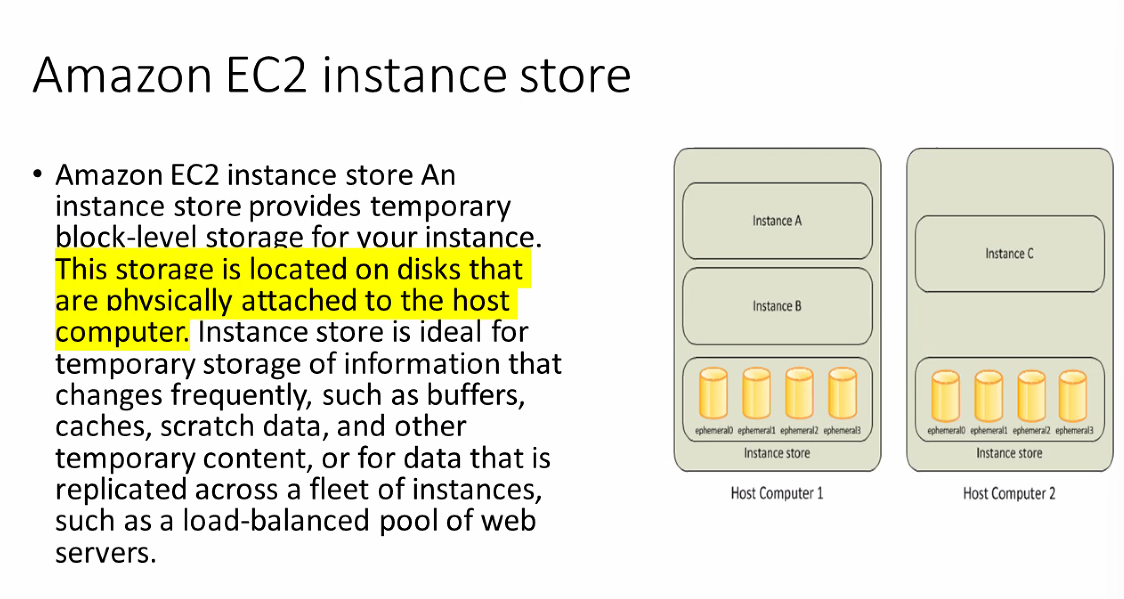 Amazon EC2 instance store
• Amazon EC2 instance store An
instance store provides temporary
block-level storage for your instance.
This storage is located on disks that
are physically attached to the host
computer. Instance store is ideal for
temporary storage of information that
changes frequently, such as buffers,
caches, scratch data, and other
temporary content, or for data that is
replicated across a fleet of instances,
such as a load-balanced pool of web
servers.
Instance A
Instance B
ephemeral0 ephemeral1 ephemeral2 ephemeral3
Instance store
Host Computer 1
Instance C
ephemeral0 ephemeral1 ephemeral2 ephemeral3
Instance store
Host Computer 2